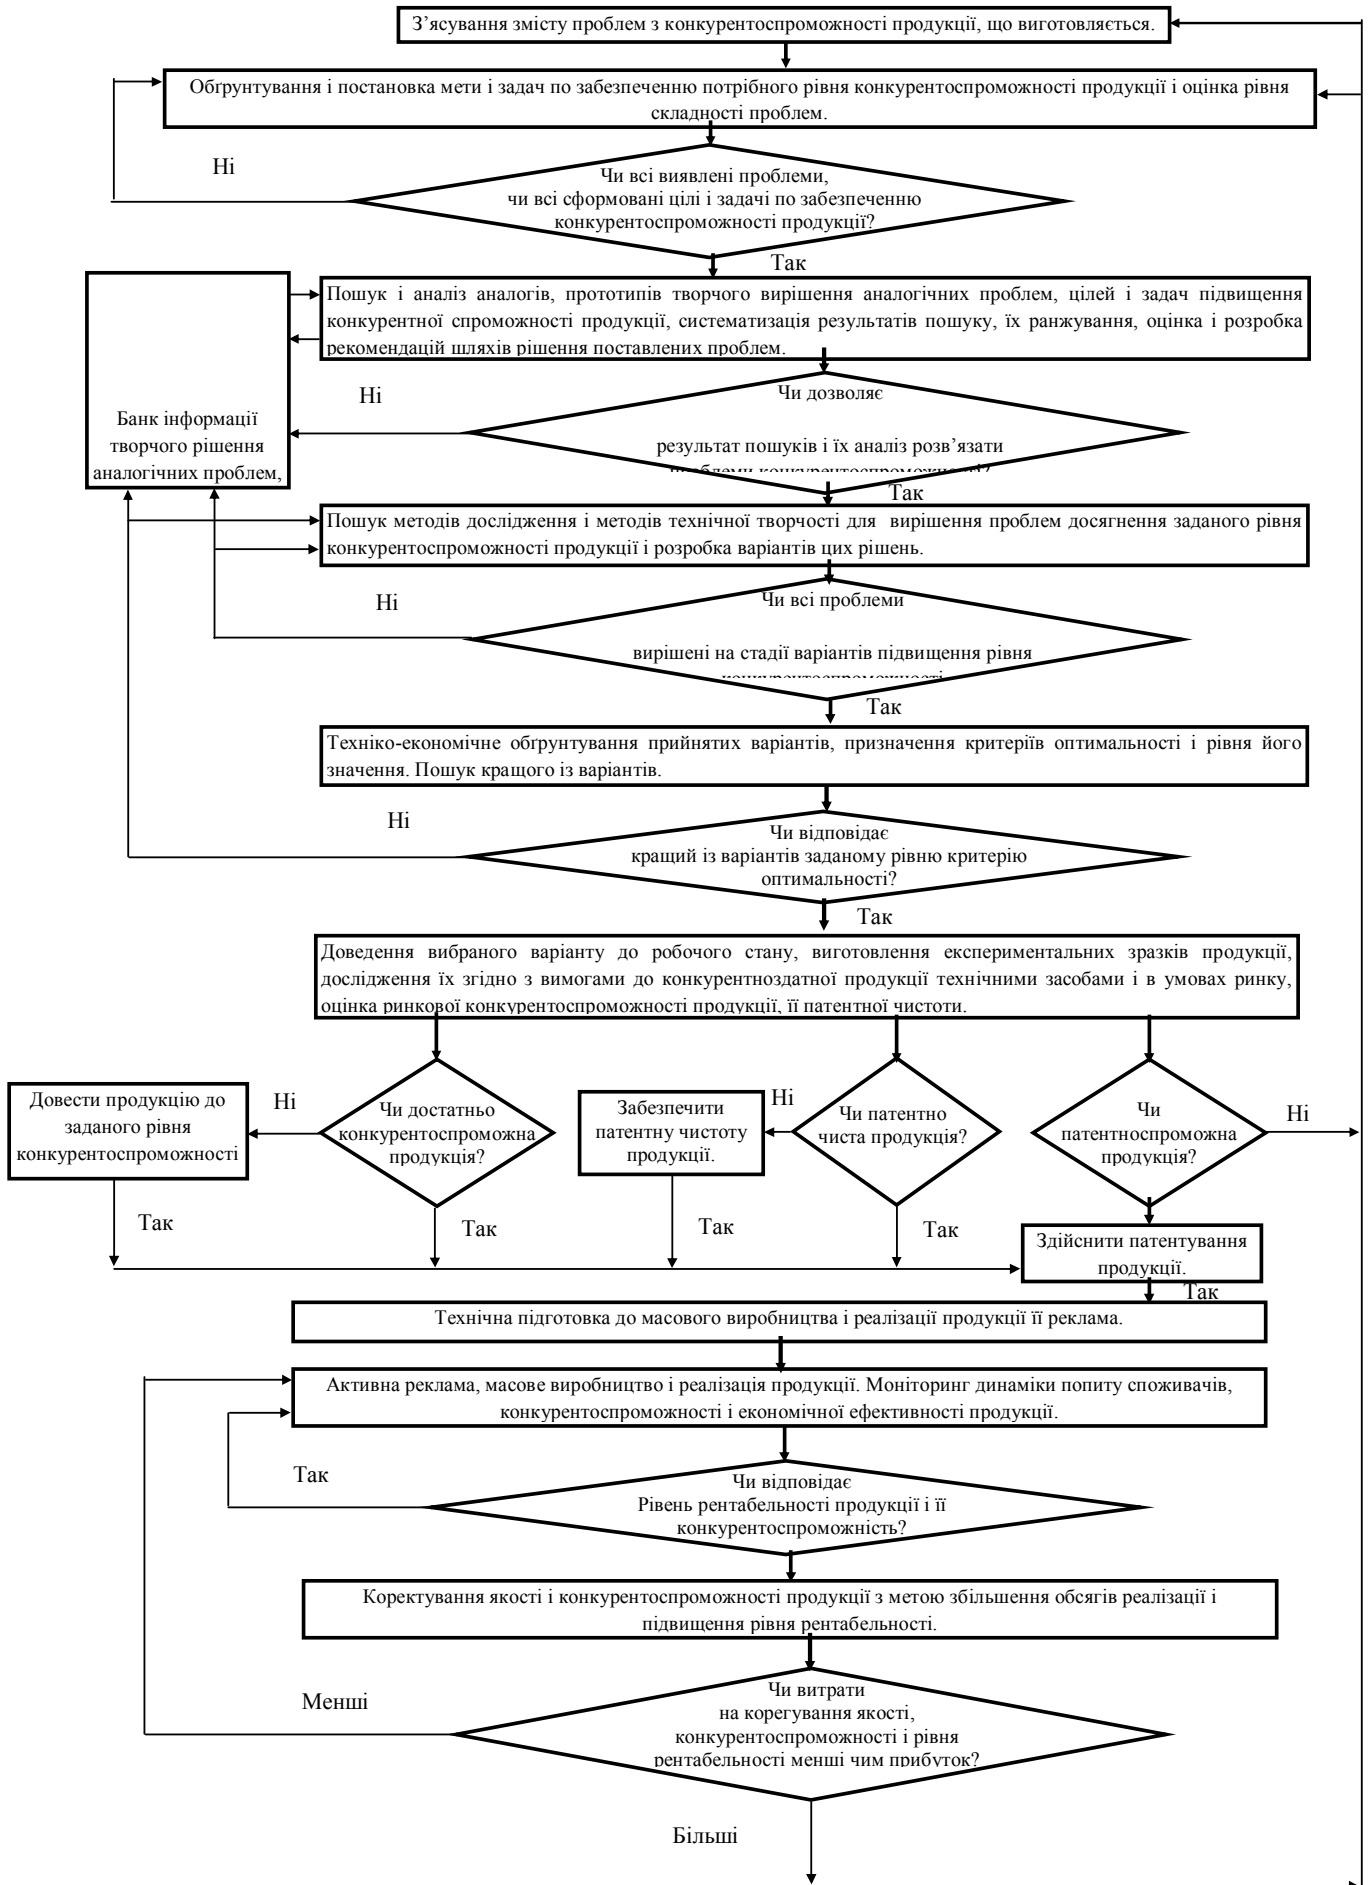 З’ясування змісту проблем з конкурентоспроможності продукції, що виготовляється.
Обгрунтування і постановка мети і задач по забезпеченню потрібного рівня конкурентоспроможності продукції і оцінка рівня
складності проблем.
Ні
Чи всі виявлені проблеми,
чи всі сформовані цілі і задачі по забезпеченню
конкурентоспроможності продукції?
Так
Пошук і аналіз аналогів, прототипів творчого вирішення аналогічних проблем, цілей і задач підвищення
конкурентної спроможності продукції, систематизація результатів пошуку, їх ранжування, оцінка і розробка
рекомендацій шляхів рішення поставлених проблем.
Банк інформації
творчого рішення
аналогічних проблем,
Ні
Чи дозволяє
результат пошуків і їх аналіз розв’язати
проблеми конкурентоспроможності?
Так
Пошук методів дослідження і методів технічної творчості для вирішення проблем досягнення заданого рівня
конкурентоспроможності продукції і розробка варіантів цих рішень.
Ні
Чи всі проблеми
вирішені на стадії варіантів підвищення рівня
конкурентоспроможності
Так
Техніко-економічне обгрунтування прийнятих варіантів, призначення критеріїв оптимальності і рівня його
значення. Пошук кращого із варіантів.
Ні
Чи відповідає
кращий із варіантів заданому рівню критерію
оптимальності?
Так
Доведення вибраного варіанту до робочого стану, виготовлення експериментальних зразків продукції,
дослідження їх згідно з вимогами до конкурентноздатної продукції технічними засобами і в умовах ринку,
оцінка ринкової конкурентоспроможності продукції, її патентної чистоти.
Довести продукцію до
заданого рівня
конкурентоспроможності
Ні
Чи достатньо
конкурентоспроможна
продукція?
Забезпечити
патентну чистоту
продукції.
Ні
Чи патентно
чиста продукція?
Чи
патентноспроможна
продукція?
Ні
Так
Так
Так
Так
Здійснити патентування
продукції.
Так
Технічна підготовка до масового виробництва і реалізації продукції її реклама.
Активна реклама, масове виробництво і реалізація продукції. Моніторинг динаміки попиту споживачів,
конкурентоспроможності і економічної ефективності продукції.
Так
Чи відповідає
Рівень рентабельності продукції і її
конкурентоспроможність?
Коректування якості і конкурентоспроможності продукції з метою збільшення обсягів реалізації і
підвищення рівня рентабельності.
Менші
Чи витрати
на корегування якості,
конкурентоспроможності і рівня
рентабельності менші чим прибуток?
Більші